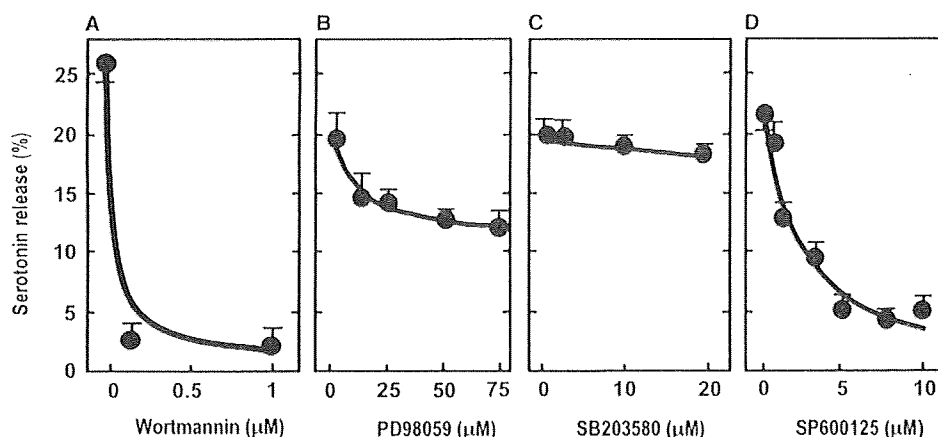 A B C D
Serotonin release (%)
25
20
15
10
5
0
0 0.5 1 0 25 50 75 0 10 20 0 5 10
Wortmannin (μM) PD98059 (μM) SB203580 (μM) SP600125 (μM)